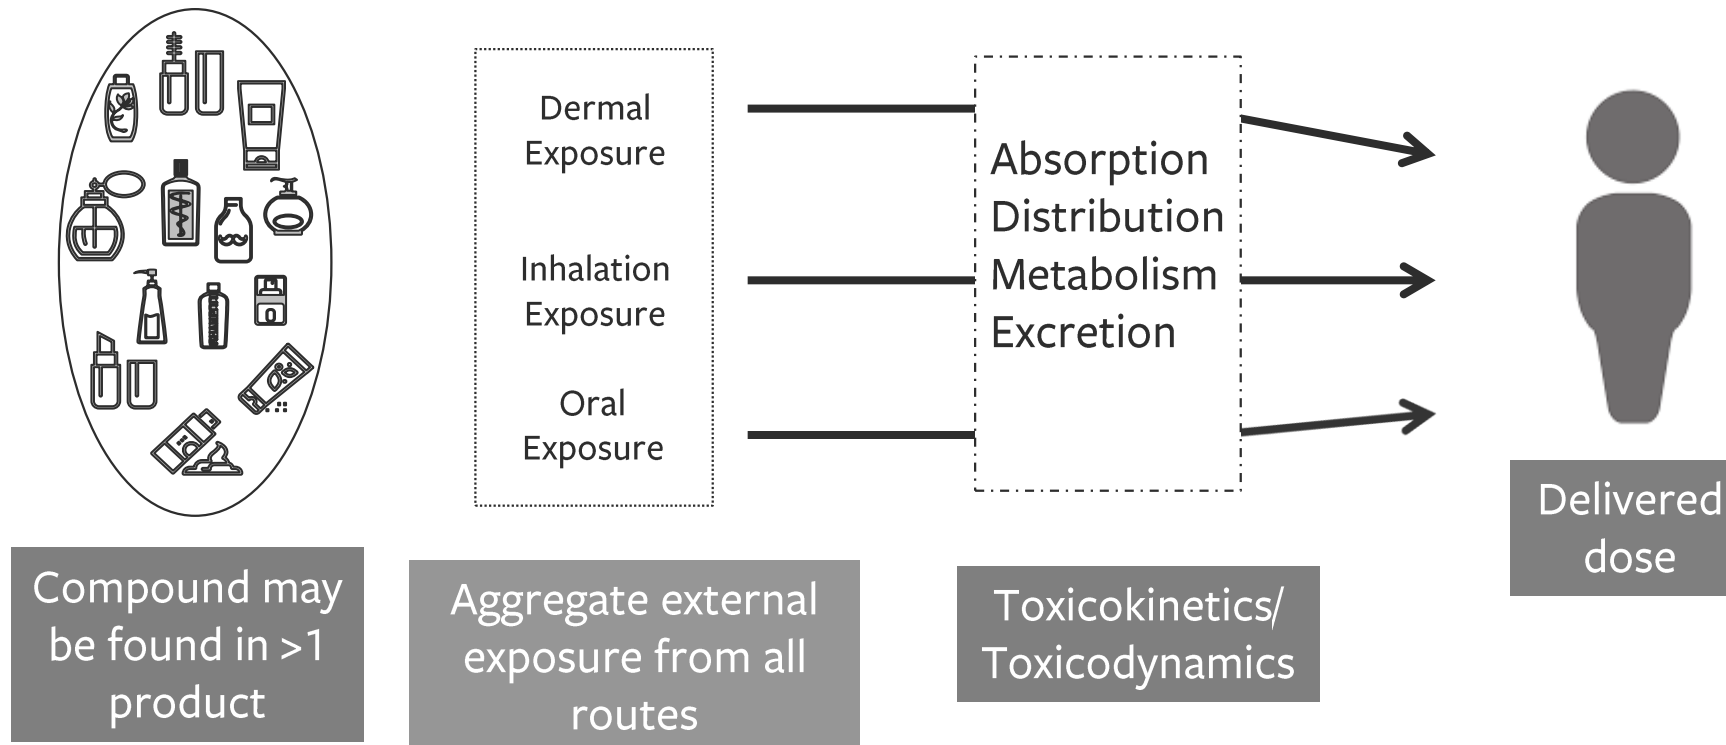 Dermal
Exposure
Inhalation
Exposure
Oral
Exposure
Absorption
Distribution
Metabolism
Excretion
Compound may
be found in >1
product
Aggregate external
exposure from all
routes
Toxicokinetics/
Toxicodynamics
Delivered
dose